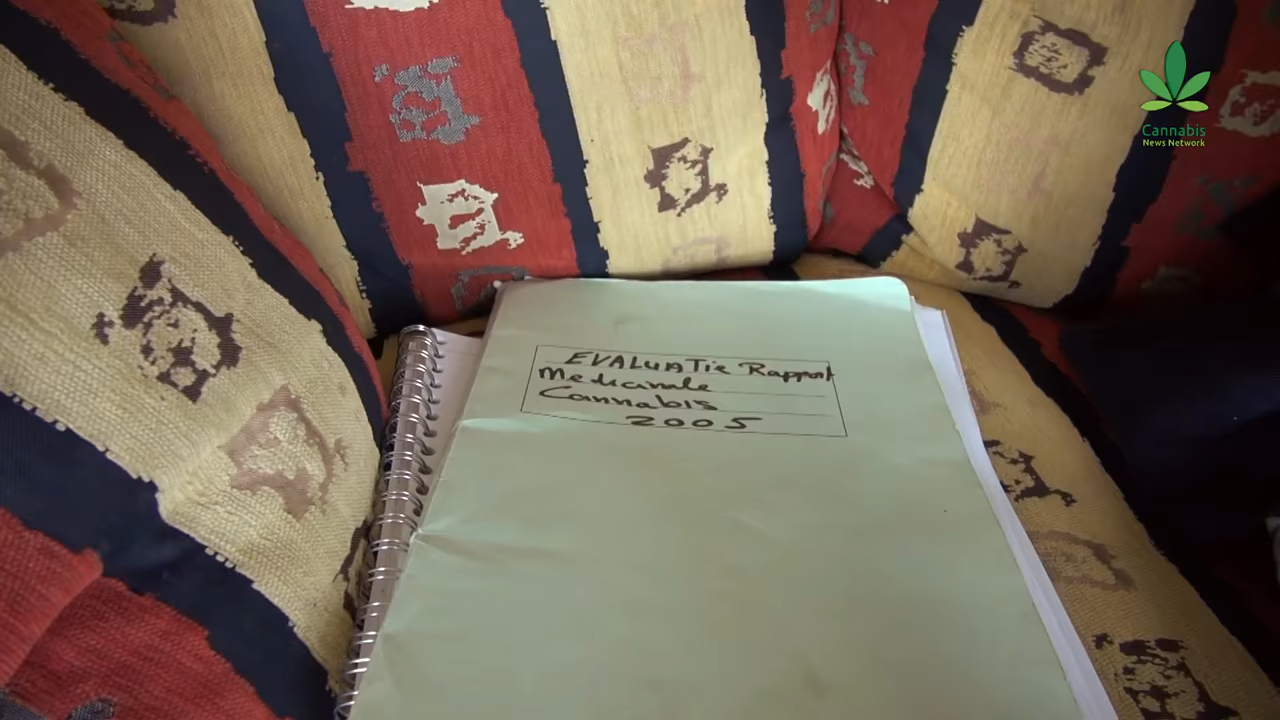 Cannabis
News Network
EVALUATie Rapport
Medicinale
Cannabis
2005